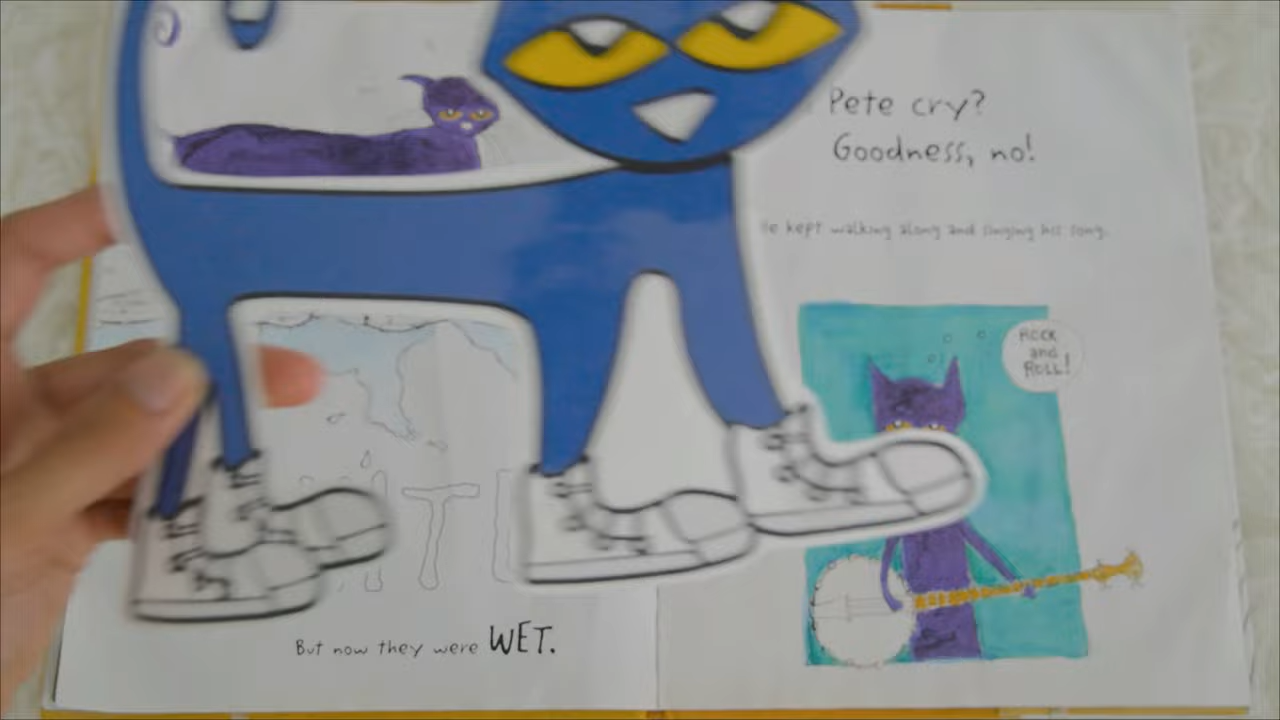 But now they were WET.
Pete cry?
Goodness, no!
He kept walking along and singing his song.
ROCK
and
ROLL!